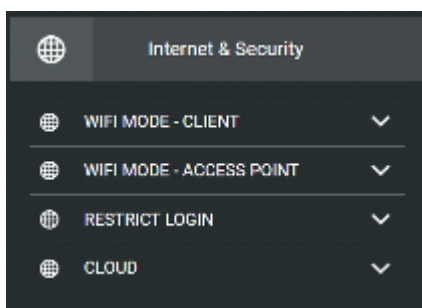 Internet & Security
WIFI MODE - CLIENT
WIFI MODE - ACCESS POINT
RESTRICT LOGIN
CLOUD